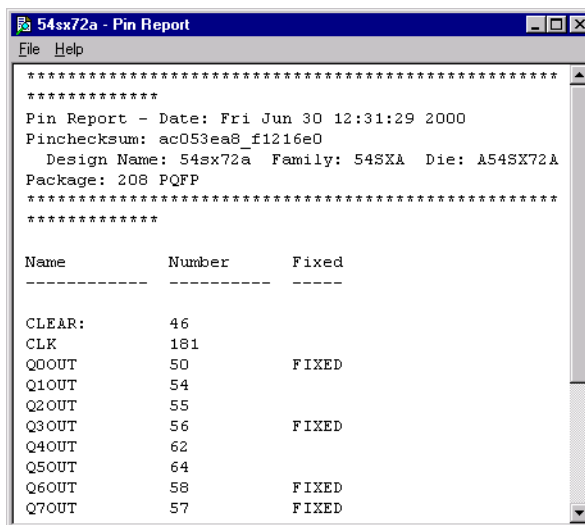 54sx72a - Pin Report
File Help
****************************************************
*************
Pin Report - Date: Fri Jun 30 12:31:29 2000
Pinchecksum: ac053ea8_f1216e0
Design Name: 54sx72a Family: 54SXA Die: A54SX72A
Package: 208 PQFP
****************************************************
*************
Name Number Fixed
------------ ---------- -----
CLEAR: 46
CLK 181
Q0OUT 50 FIXED
Q1OUT 54
Q2OUT 55
Q3OUT 56 FIXED
Q4OUT 62
Q5OUT 64
Q6OUT 58 FIXED
Q7OUT 57 FIXED